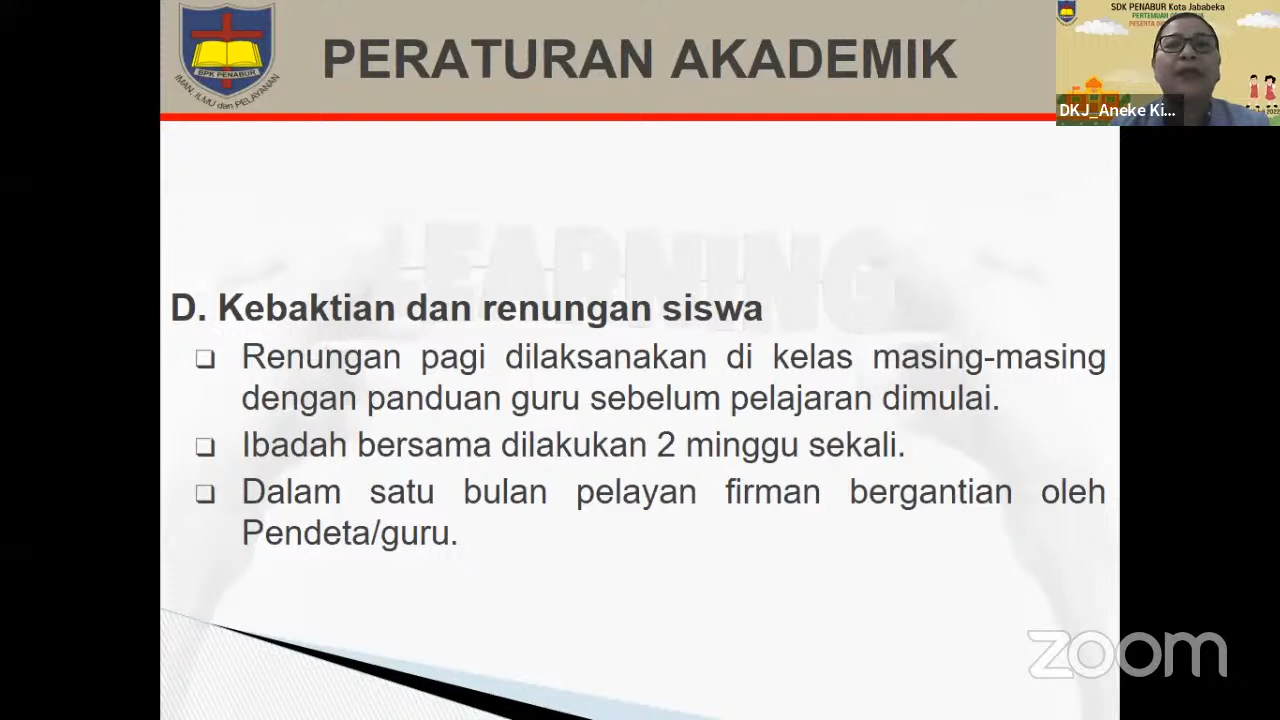 PERATURAN AKADEMIK
BPK PENABUR
IMAN, ILMU dan PELAYANAN
SDK PENABUR Kota Jababeka
DKJ_Aneke Ki...
D. Kebaktian dan renungan siswa
Renungan pagi dilaksanakan di kelas masing-masing
dengan panduan guru sebelum pelajaran dimulai.
Ibadah bersama dilakukan 2 minggu sekali.
Dalam satu bulan pelayan firman bergantian oleh
Pendeta/guru.
LEARNING
zoom